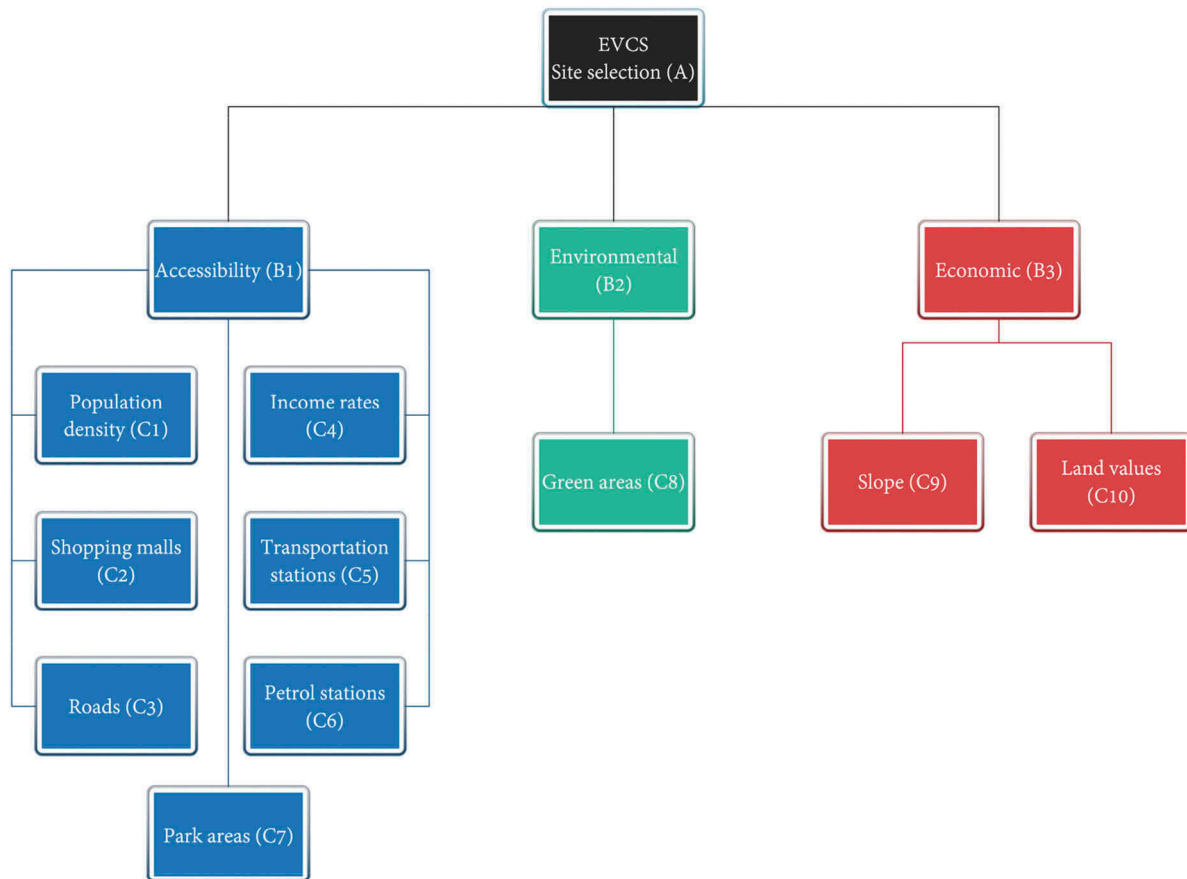 EVCS
Site selection (A)
Accessibility (B1)
Environmental
(B2)
Economic (B3)
Population
density (C1)
Income rates
(C4)
Green areas (C8)
Slope (C9)
Land values
(C10)
Shopping malls
(C2)
Transportation
stations (C5)
Roads (C3)
Petrol stations
(C6)
Park areas (C7)